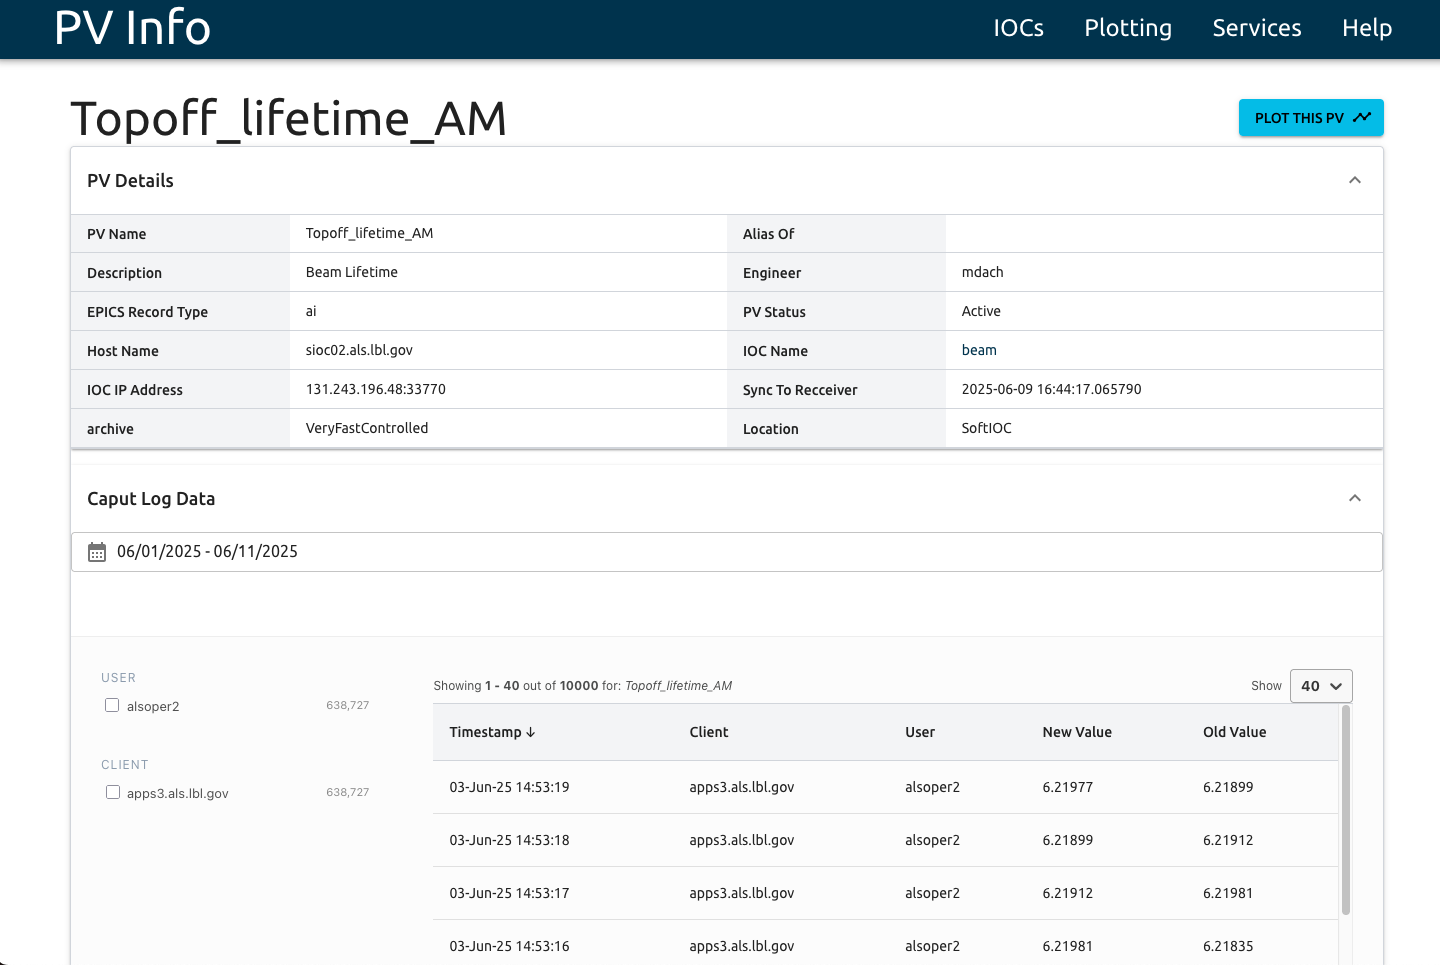 PV Info IOCs Plotting Services Help
Topoff_lifetime_AM PLOT THIS PV
PV Details
PV Name Topoff_lifetime_AM Alias Of
Description Beam Lifetime Engineer mdach
EPICS Record Type ai PV Status Active
Host Name sioc02.als.lbl.gov IOC Name beam
IOC IP Address 131.243.196.48:33770 Sync To Recceiver 2025-06-09 16:44:17.065790
archive VeryFastControlled Location SoftIOC
Caput Log Data
06/01/2025 - 06/11/2025
USER
alsoper2 638,727
CLIENT
apps3.als.lbl.gov 638,727
Showing 1 - 40 out of 10000 for: Topoff_lifetime_AM Show 40
Timestamp ↓ Client User New Value Old Value
03-Jun-25 14:53:19 apps3.als.lbl.gov alsoper2 6.21977 6.21899
03-Jun-25 14:53:18 apps3.als.lbl.gov alsoper2 6.21899 6.21912
03-Jun-25 14:53:17 apps3.als.lbl.gov alsoper2 6.21912 6.21981
03-Jun-25 14:53:16 apps3.als.lbl.gov alsoper2 6.21981 6.21835